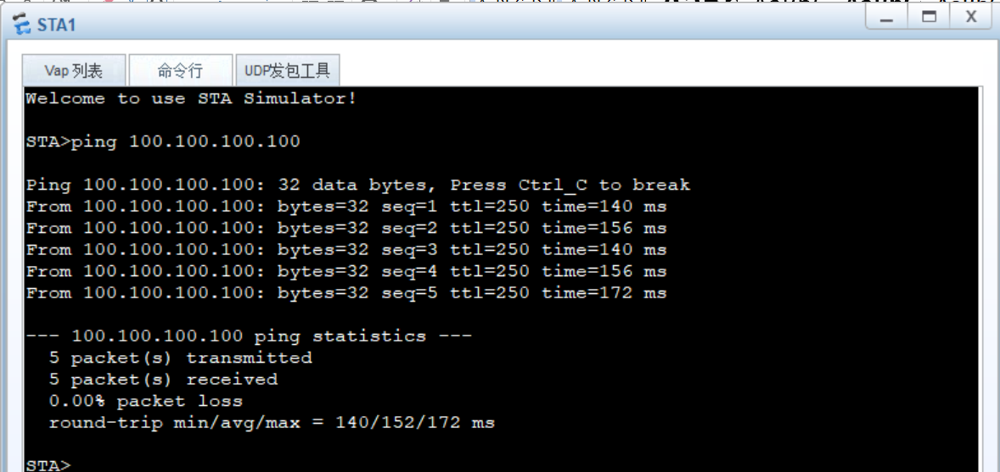 STA1
X
Vap 列表 命令行 UDP发包工具
Welcome to use STA Simulator!
STA>ping 100.100.100.100
Ping 100.100.100.100: 32 data bytes, Press Ctrl_C to break
From 100.100.100.100: bytes=32 seq=1 ttl=250 time=140 ms
From 100.100.100.100: bytes=32 seq=2 ttl=250 time=156 ms
From 100.100.100.100: bytes=32 seq=3 ttl=250 time=140 ms
From 100.100.100.100: bytes=32 seq=4 ttl=250 time=156 ms
From 100.100.100.100: bytes=32 seq=5 ttl=250 time=172 ms
--- 100.100.100.100 ping statistics ---
5 packet(s) transmitted
5 packet(s) received
0.00% packet loss
round-trip min/avg/max = 140/152/172 ms
STA>